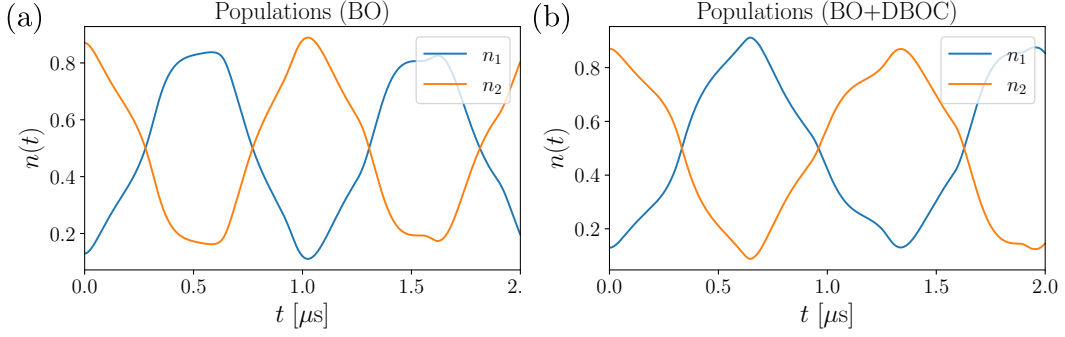 (a) Populations (BO)
n(t)
0.8
0.6
0.4
0.2
n1
n2
0.0 0.5 1.0 1.5 2.
t [μs]
(b) Populations (BO+DBOC)
n(t)
0.8
0.6
0.4
0.2
n1
n2
0.0 0.5 1.0 1.5 2.0
t [μs]